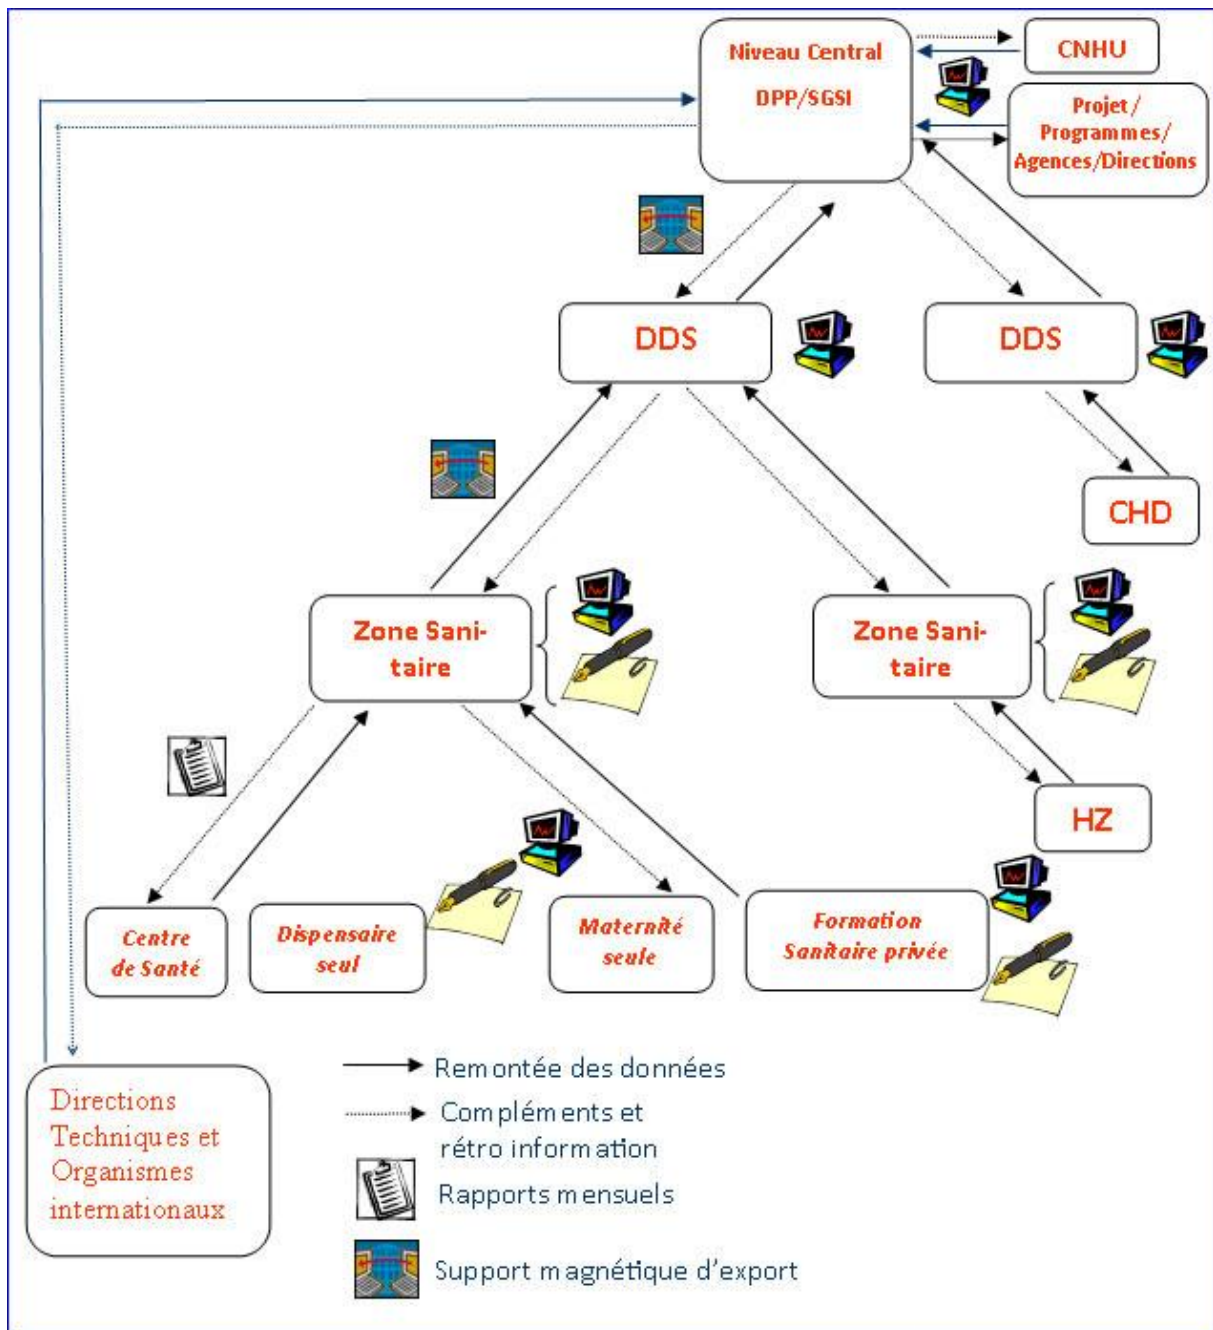 Niveau Central
DPP/SGSI
CNHU
Projet /
Programmes/
Agences/Directions
DDS
DDS
CHD
Zone Sani-
taire
Zone Sani-
taire
HZ
Centre
de Santé
Dispensaire
seul
Maternité
seule
Formation
Sanitaire privée
Directions
Techniques et
Organismes
internationaux
Remontée des données
Compléments et
rétro information
Rapports mensuels
Support magnétique d'export